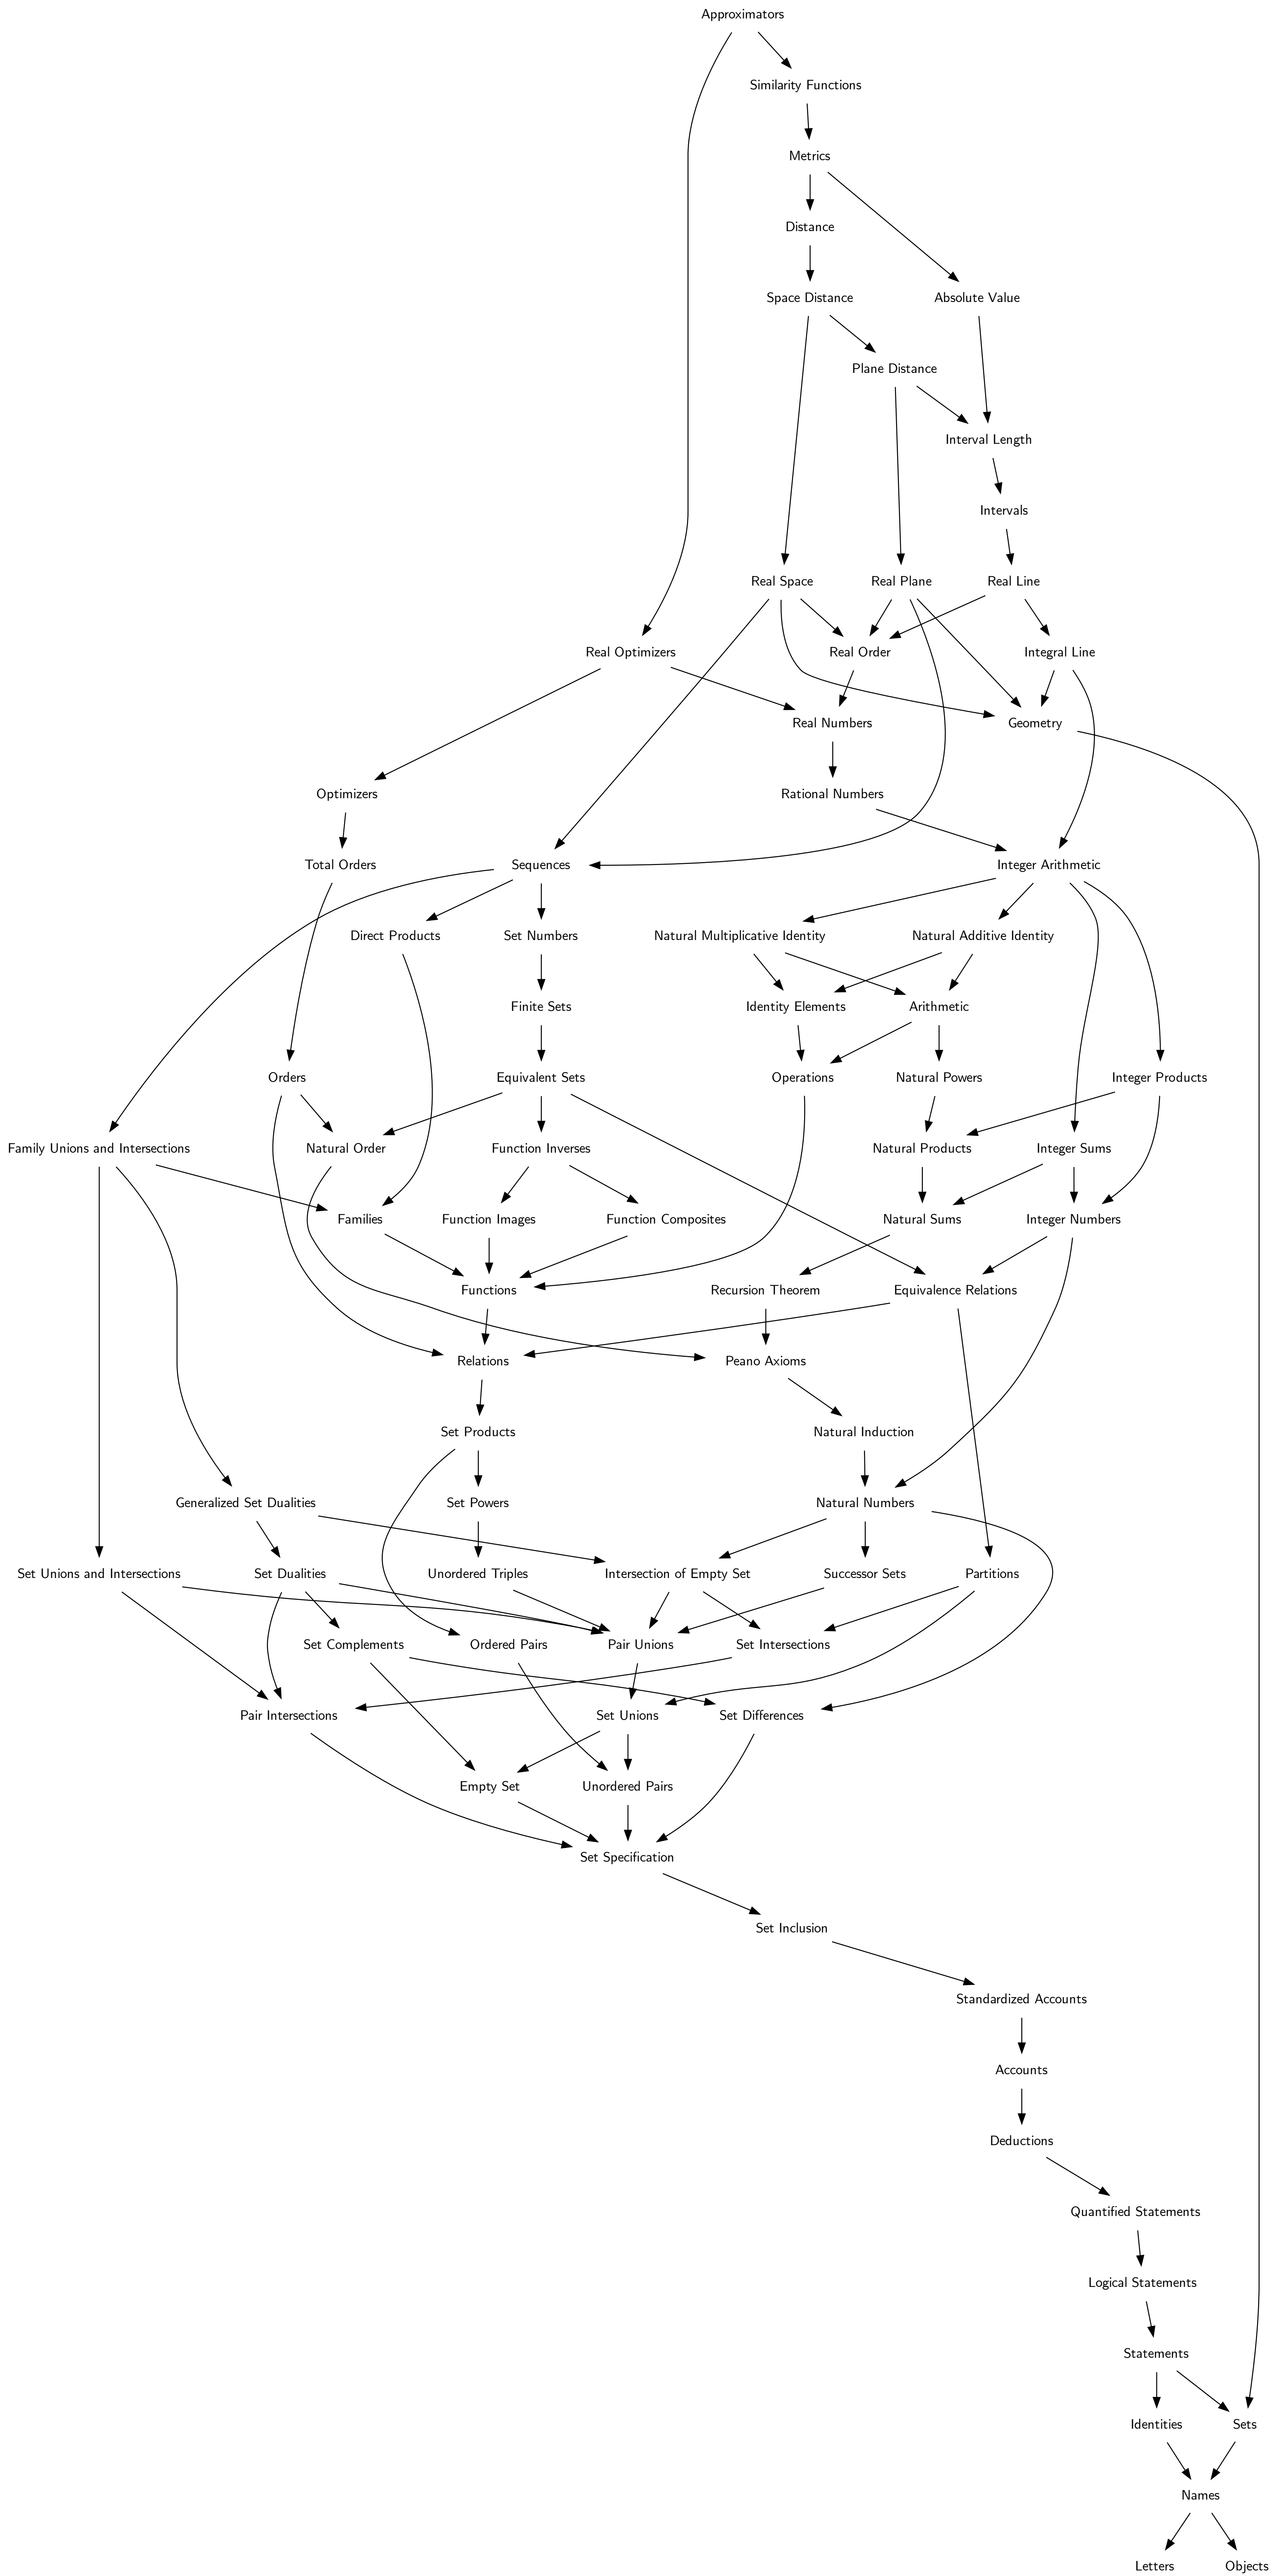 Approximators
Similarity Functions
Metrics
Distance
Space Distance
Absolute Value
Plane Distance
Interval Length
Intervals
Real Space
Real Plane
Real Line
Real Optimizers
Real Order
Integral Line
Real Numbers
Geometry
Optimizers
Rational Numbers
Total Orders
Sequences
Integer Arithmetic
Direct Products
Set Numbers
Natural Multiplicative Identity
Natural Additive Identity
Finite Sets
Identity Elements
Arithmetic
Orders
Equivalent Sets
Operations
Natural Powers
Integer Products
Family Unions and Intersections
Natural Order
Function Inverses
Natural Products
Integer Sums
Families
Function Images
Function Composites
Natural Sums
Integer Numbers
Functions
Recursion Theorem
Equivalence Relations
Relations
Peano Axioms
Set Products
Natural Induction
Generalized Set Dualities
Set Powers
Natural Numbers
Set Unions and Intersections
Set Dualities
Unordered Triples
Intersection of Empty Set
Successor Sets
Partitions
Set Complements
Ordered Pairs
Pair Unions
Set Intersections
Pair Intersections
Set Unions
Set Differences
Empty Set
Unordered Pairs
Set Specification
Set Inclusion
Standardized Accounts
Accounts
Deductions
Quantified Statements
Logical Statements
Statements
Identities
Sets
Names
Letters
Objects